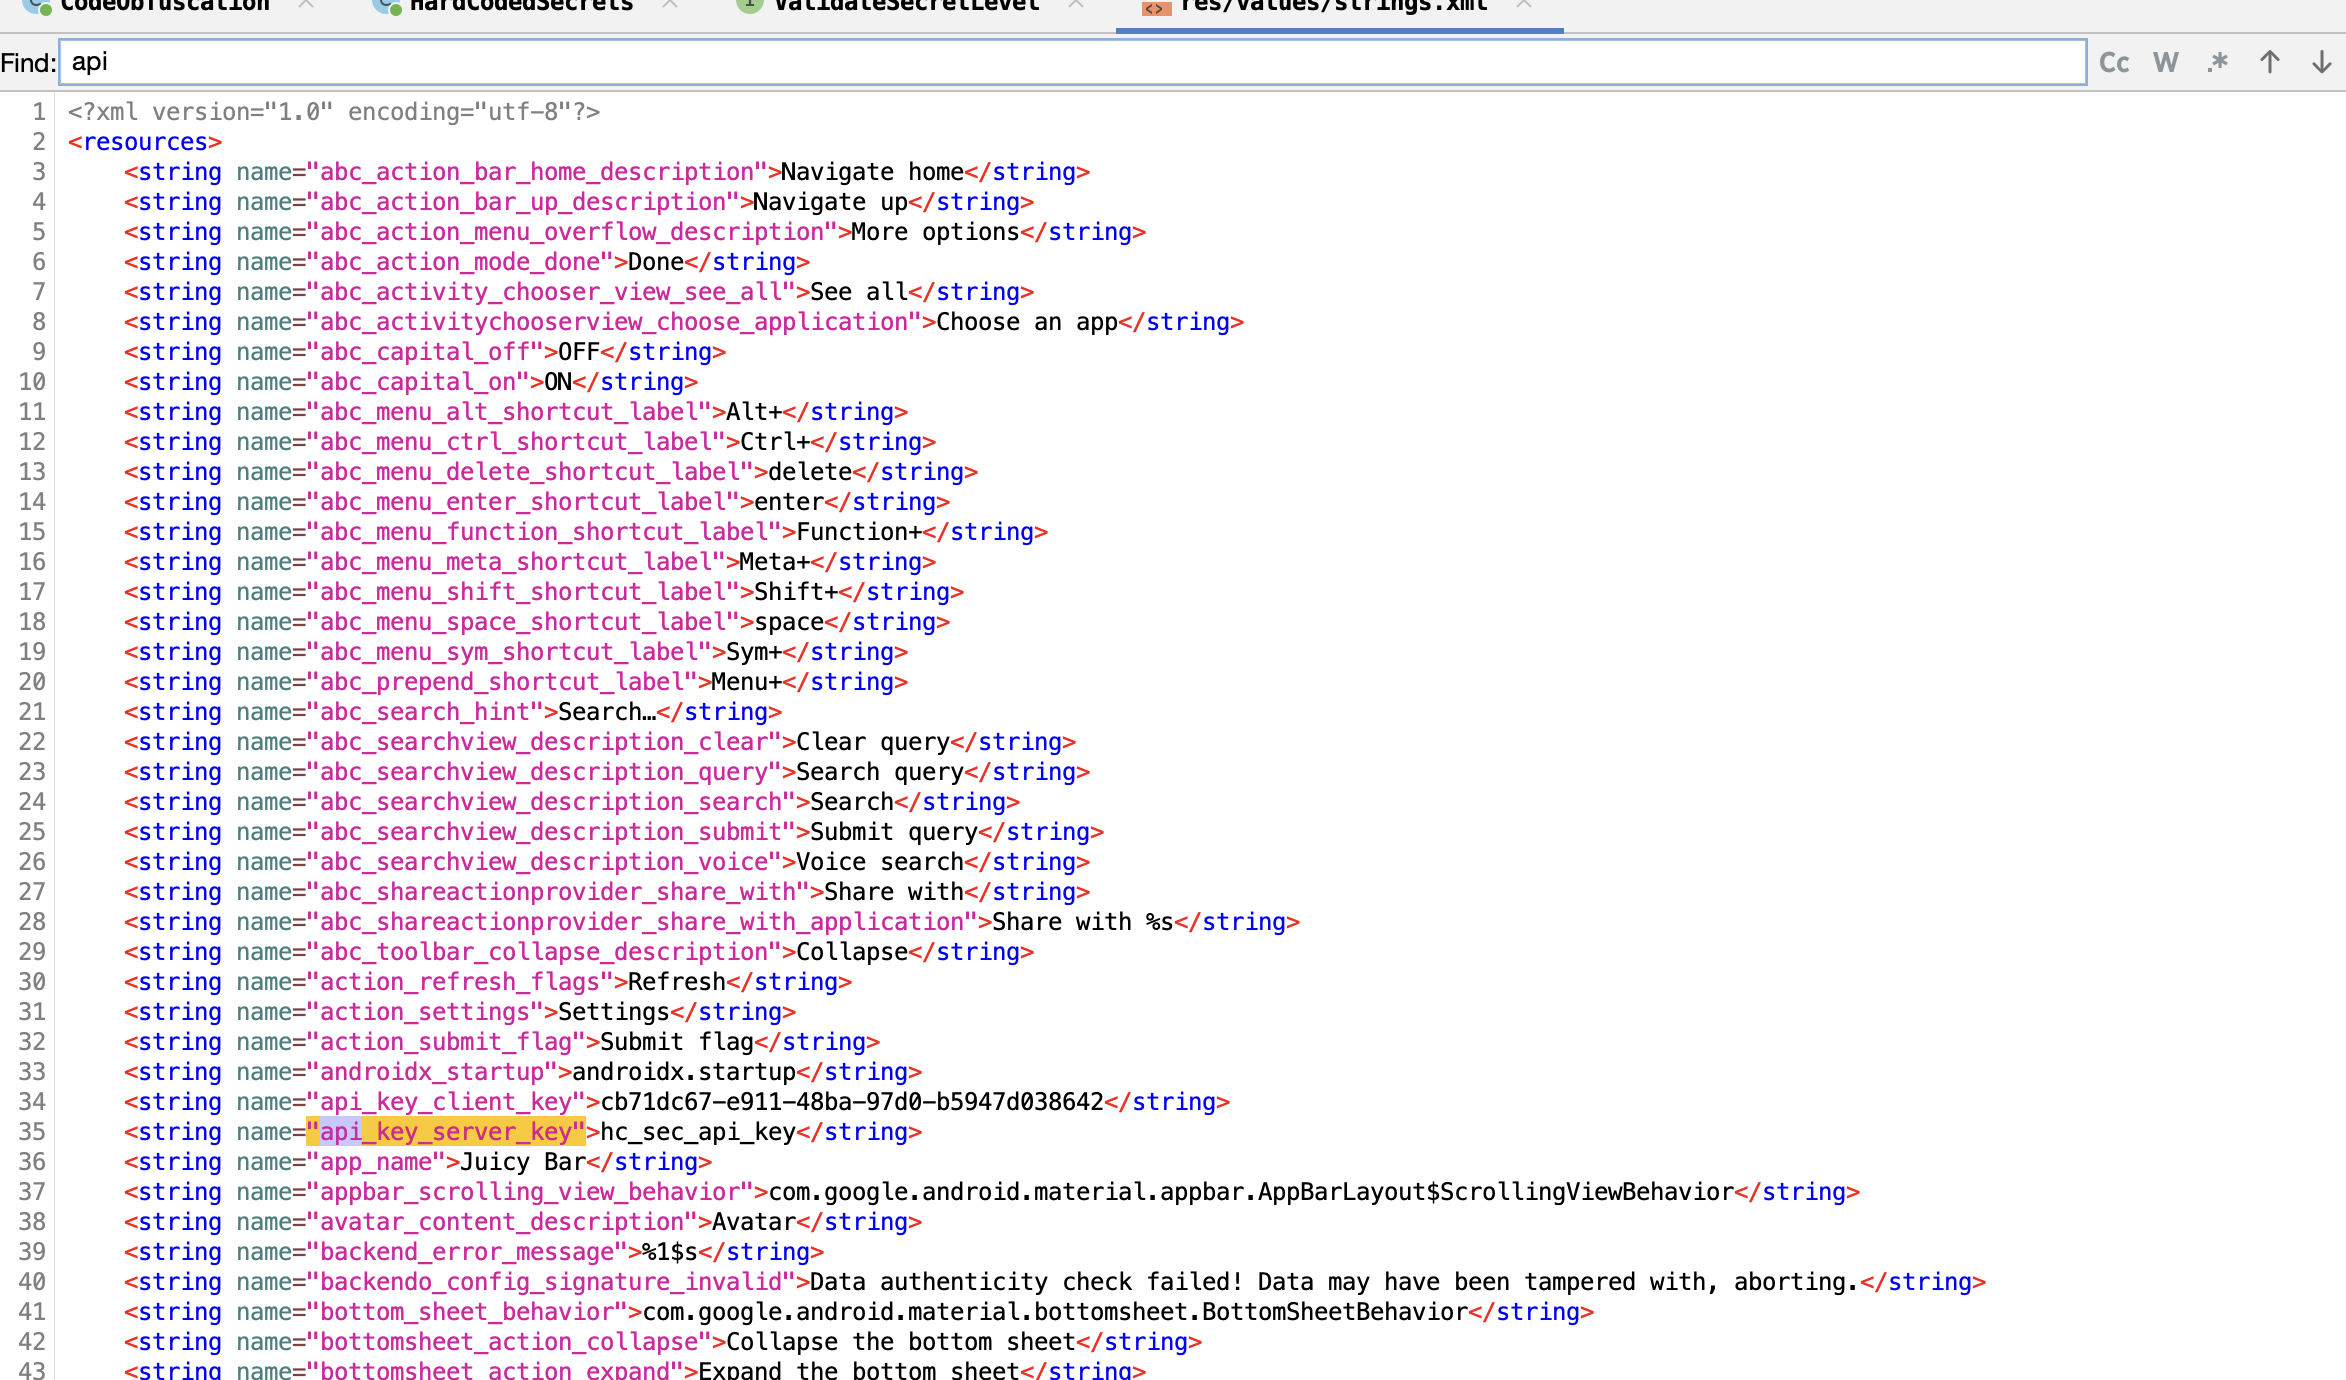 CodeObfuscation HardCodedSecrets ValidateSecretLevel res/values/strings.xml
Find: api Cc W .*
1 <?xml version="1.0" encoding="utf-8"?>
2 <resources>
3 <string name="abc_action_bar_home_description">Navigate home</string>
4 <string name="abc_action_bar_up_description">Navigate up</string>
5 <string name="abc_action_menu_overflow_description">More options</string>
6 <string name="abc_action_mode_done">Done</string>
7 <string name="abc_activity_chooser_view_see_all">See all</string>
8 <string name="abc_activitychooserview_choose_application">Choose an app</string>
9 <string name="abc_capital_off">OFF</string>
10 <string name="abc_capital_on">ON</string>
11 <string name="abc_menu_alt_shortcut_label">Alt+</string>
12 <string name="abc_menu_ctrl_shortcut_label">Ctrl+</string>
13 <string name="abc_menu_delete_shortcut_label">delete</string>
14 <string name="abc_menu_enter_shortcut_label">enter</string>
15 <string name="abc_menu_function_shortcut_label">Function+</string>
16 <string name="abc_menu_meta_shortcut_label">Meta+</string>
17 <string name="abc_menu_shift_shortcut_label">Shift+</string>
18 <string name="abc_menu_space_shortcut_label">space</string>
19 <string name="abc_menu_sym_shortcut_label">Sym+</string>
20 <string name="abc_prepend_shortcut_label">Menu+</string>
21 <string name="abc_search_hint">Search…</string>
22 <string name="abc_searchview_description_clear">Clear query</string>
23 <string name="abc_searchview_description_query">Search query</string>
24 <string name="abc_searchview_description_search">Search</string>
25 <string name="abc_searchview_description_submit">Submit query</string>
26 <string name="abc_searchview_description_voice">Voice search</string>
27 <string name="abc_shareactionprovider_share_with">Share with</string>
28 <string name="abc_shareactionprovider_share_with_application">Share with %s</string>
29 <string name="abc_toolbar_collapse_description">Collapse</string>
30 <string name="action_refresh_flags">Refresh</string>
31 <string name="action_settings">Settings</string>
32 <string name="action_submit_flag">Submit flag</string>
33 <string name="androidx_startup">androidx.startup</string>
34 <string name="api_key_client_key">cb71dc67-e911-48ba-97d0-b5947d038642</string>
35 <string name="api_key_server_key">hc_sec_api_key</string>
36 <string name="app_name">Juicy Bar</string>
37 <string name="appbar_scrolling_view_behavior">com.google.android.material.appbar.AppBarLayout$ScrollingViewBehavior</string>
38 <string name="avatar_content_description">Avatar</string>
39 <string name="backend_error_message">%1$s</string>
40 <string name="backendo_config_signature_invalid">Data authenticity check failed! Data may have been tampered with, aborting.</string>
41 <string name="bottom_sheet_behavior">com.google.android.material.bottomsheet.BottomSheetBehavior</string>
42 <string name="bottomsheet_action_collapse">Collapse the bottom sheet</string>
43 <string name="bottomsheet_action_expand">Expand the bottom sheet</string>